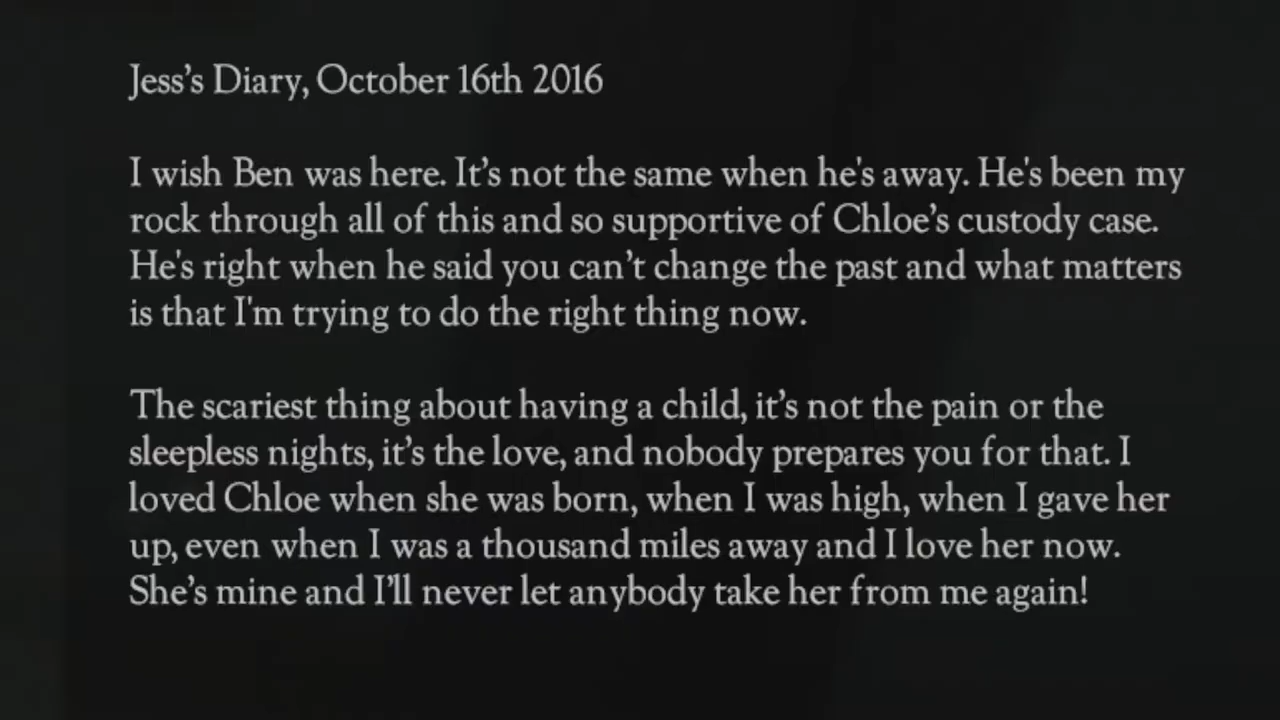 Jess’s Diary, October 16th 2016
I wish Ben was here. It’s not the same when he's away. He's been my
rock through all of this and so supportive of Chloe’s custody case.
He's right when he said you can’t change the past and what matters
is that I'm trying to do the right thing now.
The scariest thing about having a child, it’s not the pain or the
sleepless nights, it’s the love, and nobody prepares you for that. I
loved Chloe when she was born, when I was high, when I gave her
up, even when I was a thousand miles away and I love her now.
She’s mine and I’ll never let anybody take her from me again!